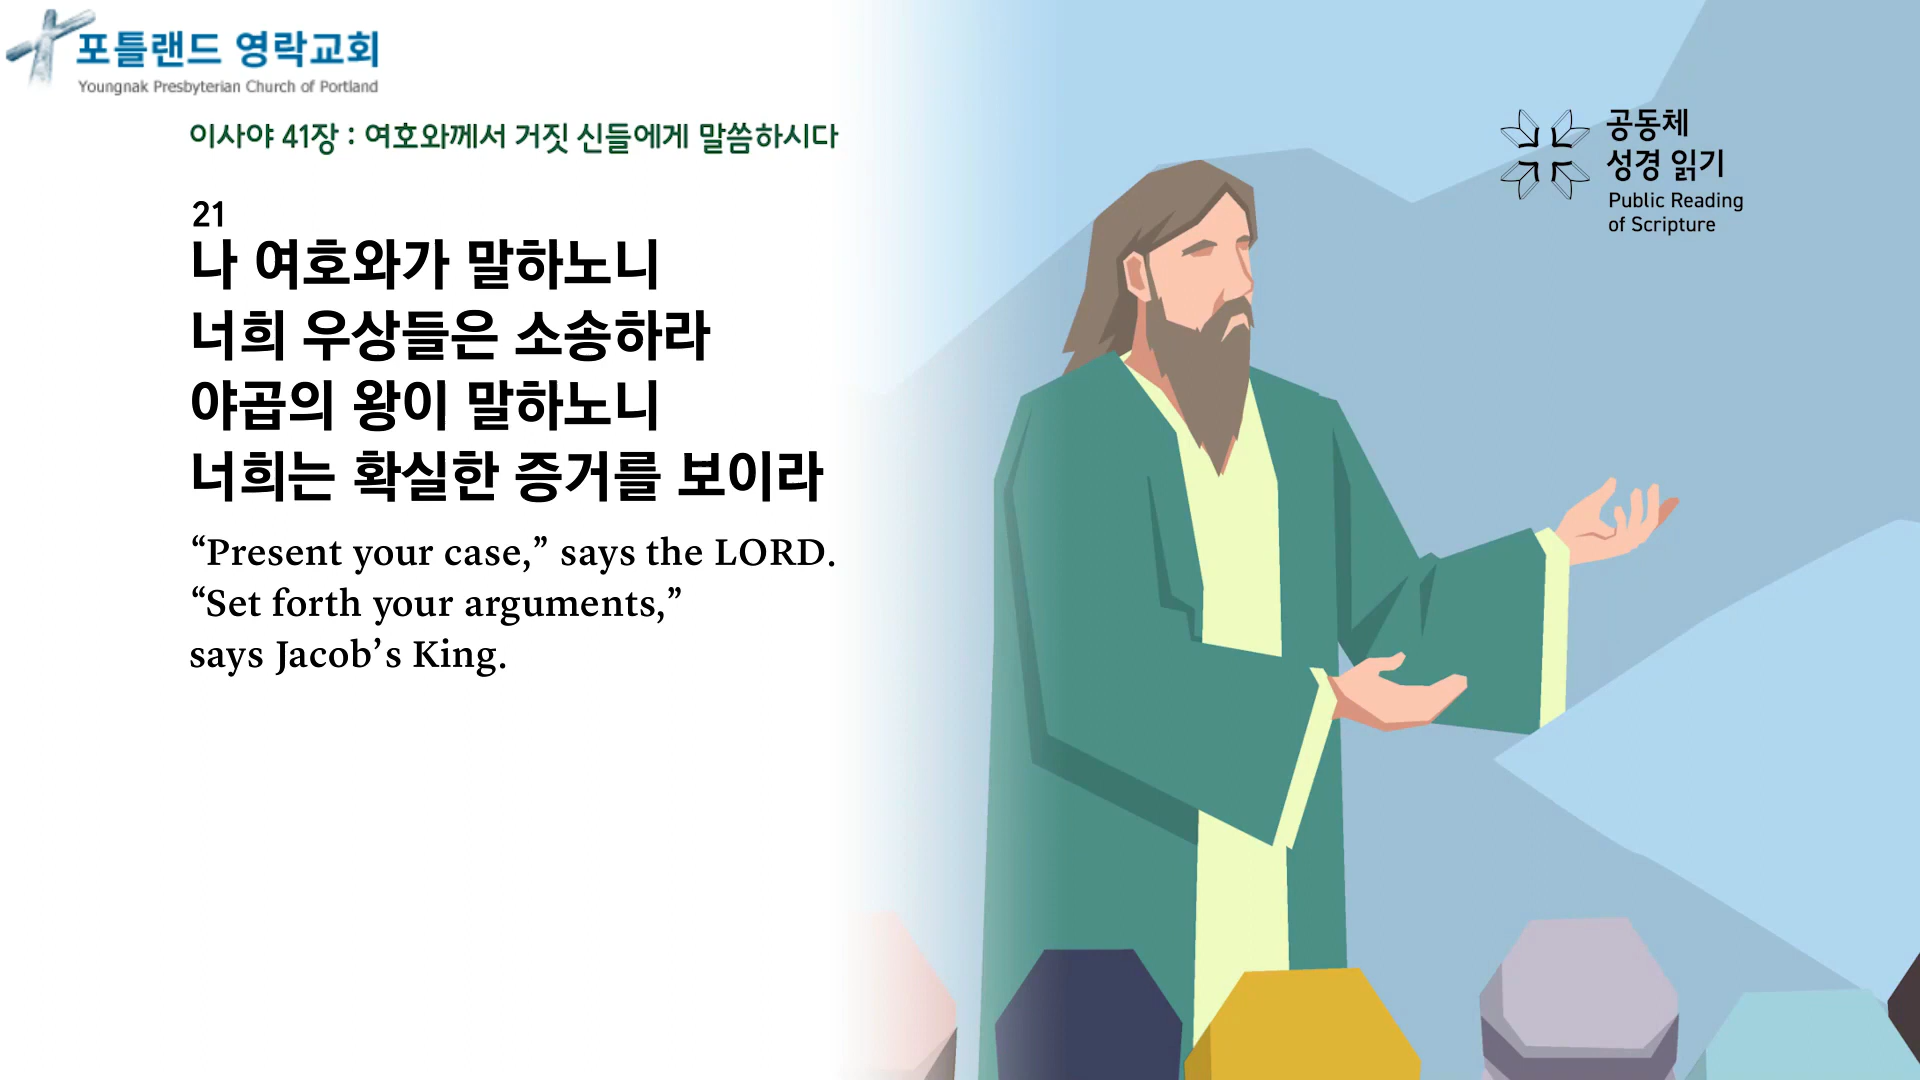 포틀랜드 영락교회
Youngnak Presbyterian Church of Portland
이사야 41장 : 여호와께서 거짓 신들에게 말씀하시다
21
나 여호와가 말하노니
너희 우상들은 소송하라
야곱의 왕이 말하노니
너희는 확실한 증거를 보이라
“Present your case,” says the LORD.
“Set forth your arguments,”
says Jacob’s King.
공동체
성경 읽기
Public Reading
of Scripture